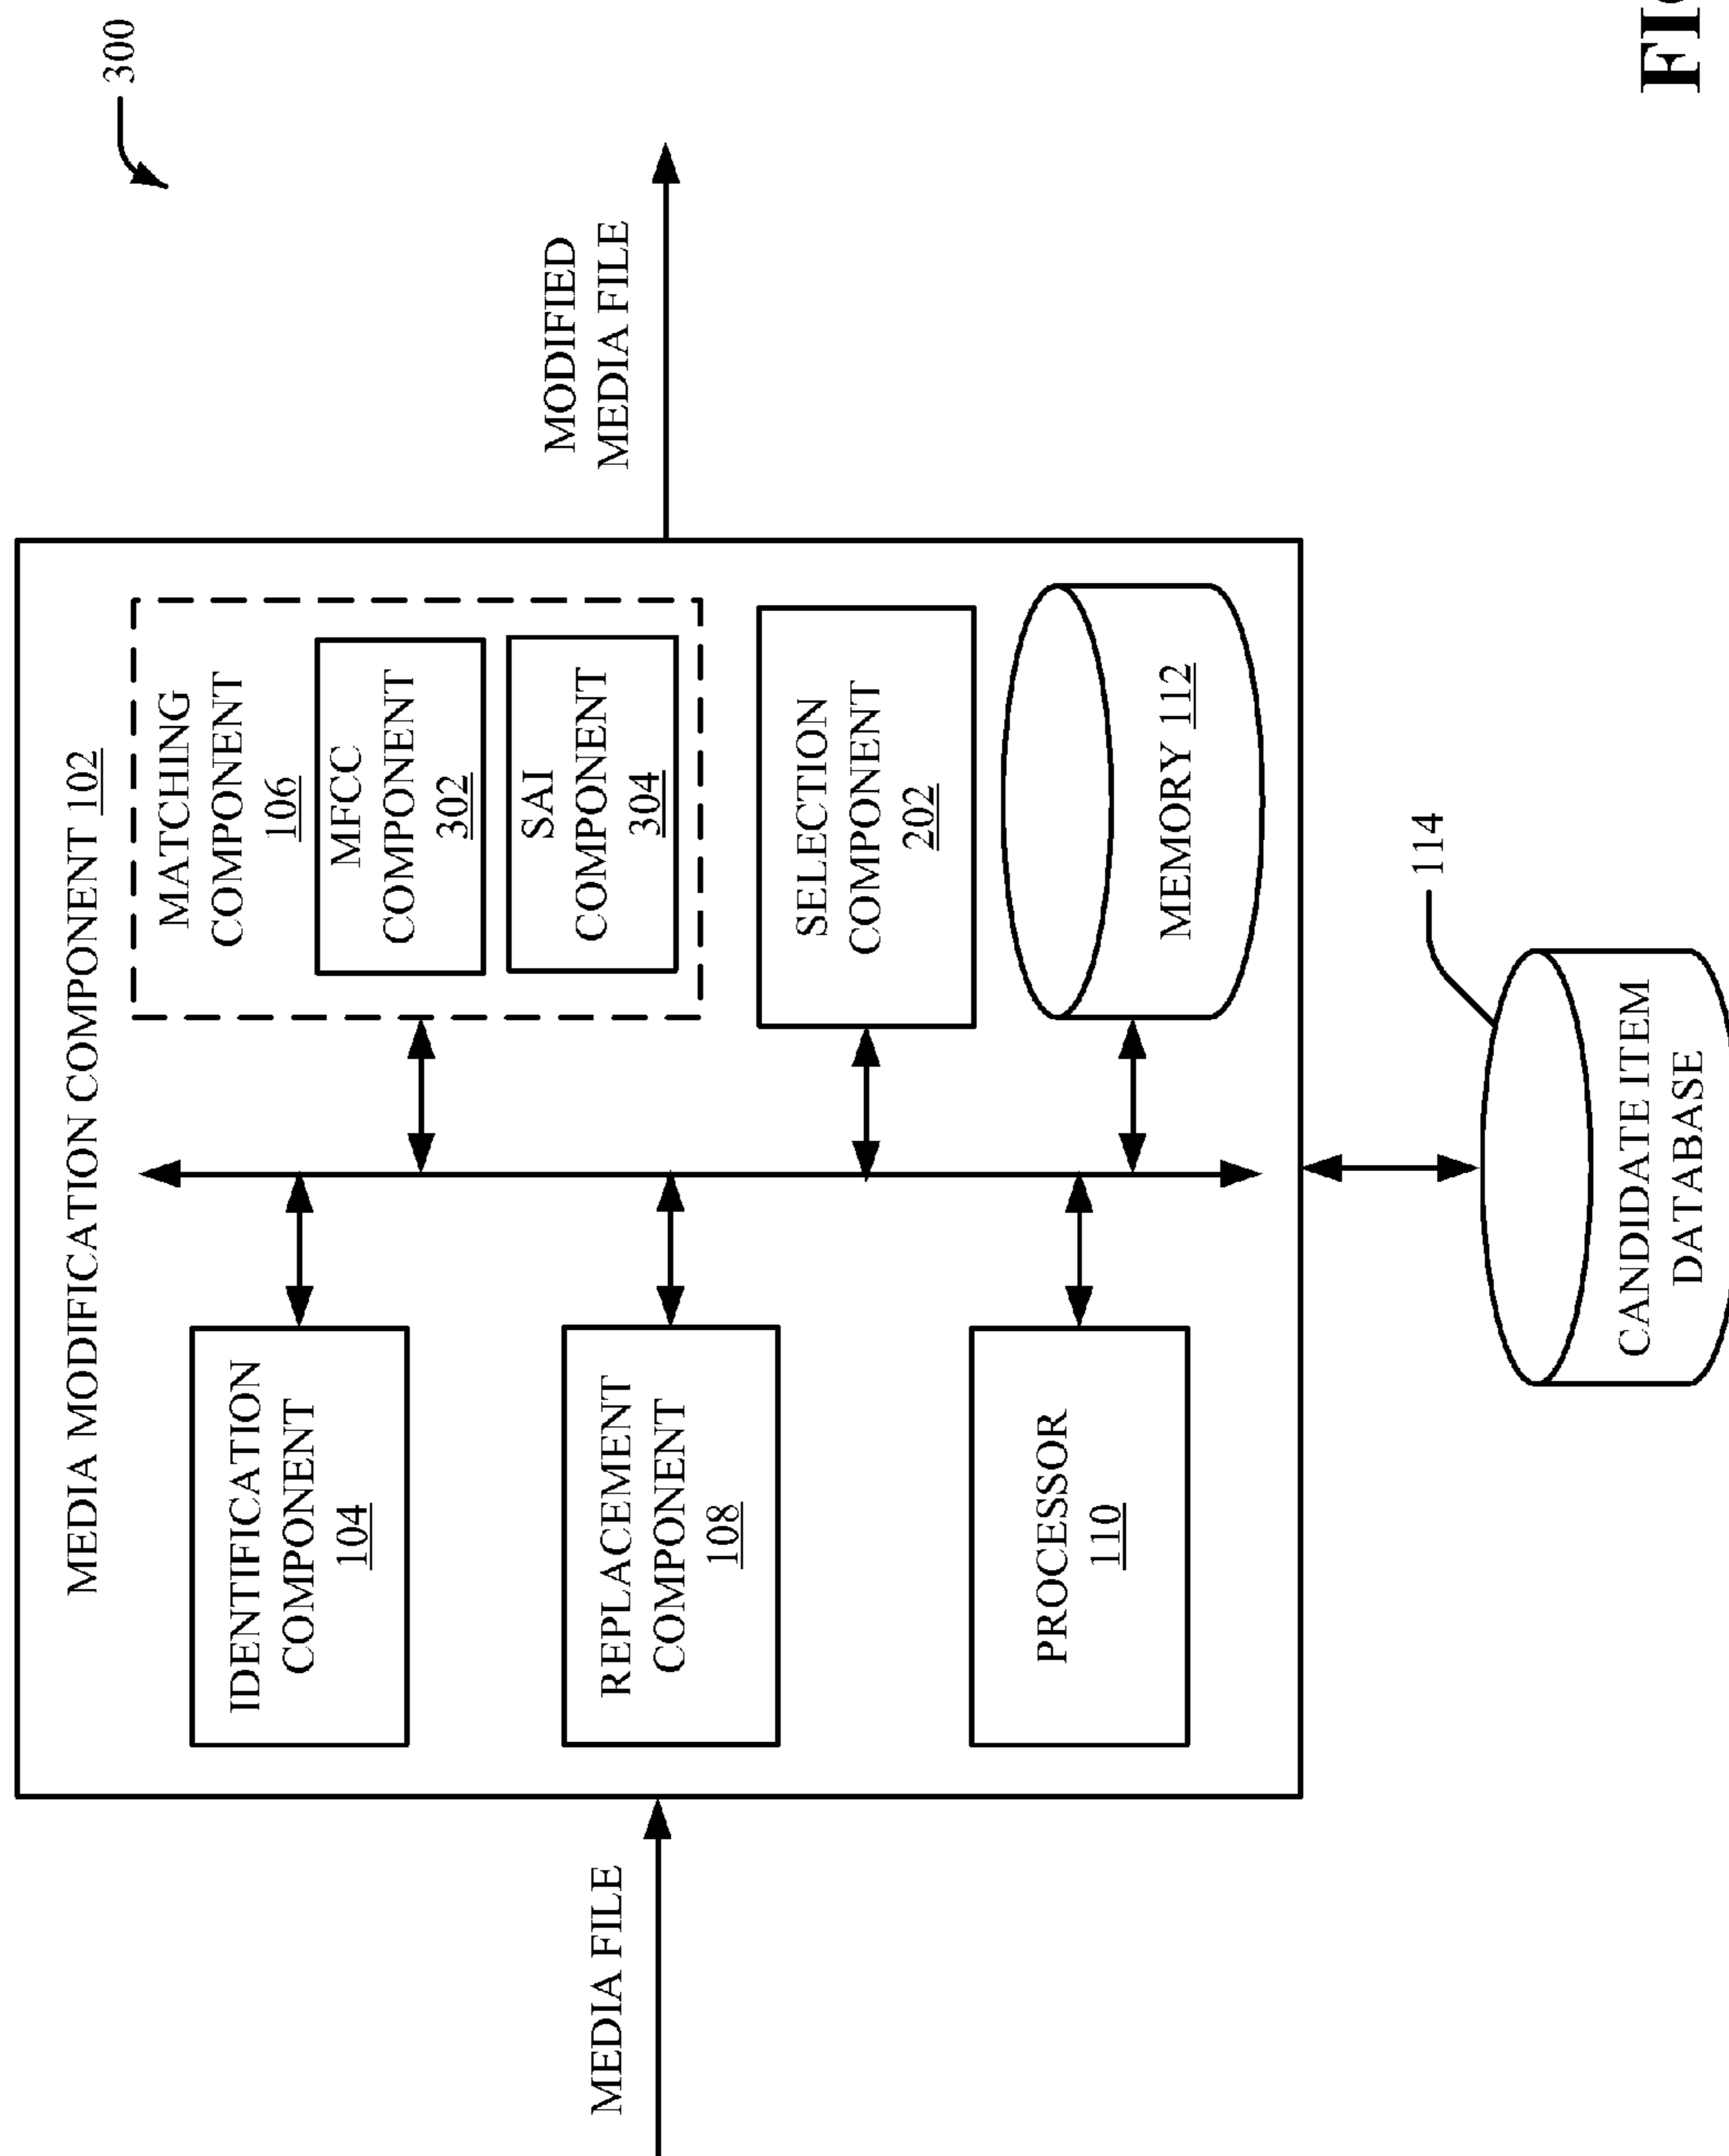 300
MEDIA MODIFICATION COMPONENT 102
IDENTIFICATION
COMPONENT
104
MATCHING
COMPONENT
106
MFCC
COMPONENT
302
SAI
COMPONENT
304
MEDIA FILE
MODIFIED
MEDIA FILE
REPLACEMENT
COMPONENT
108
SELECTION
COMPONENT
202
PROCESSOR
110
MEMORY 112
114
CANDIDATE ITEM
DATABASE